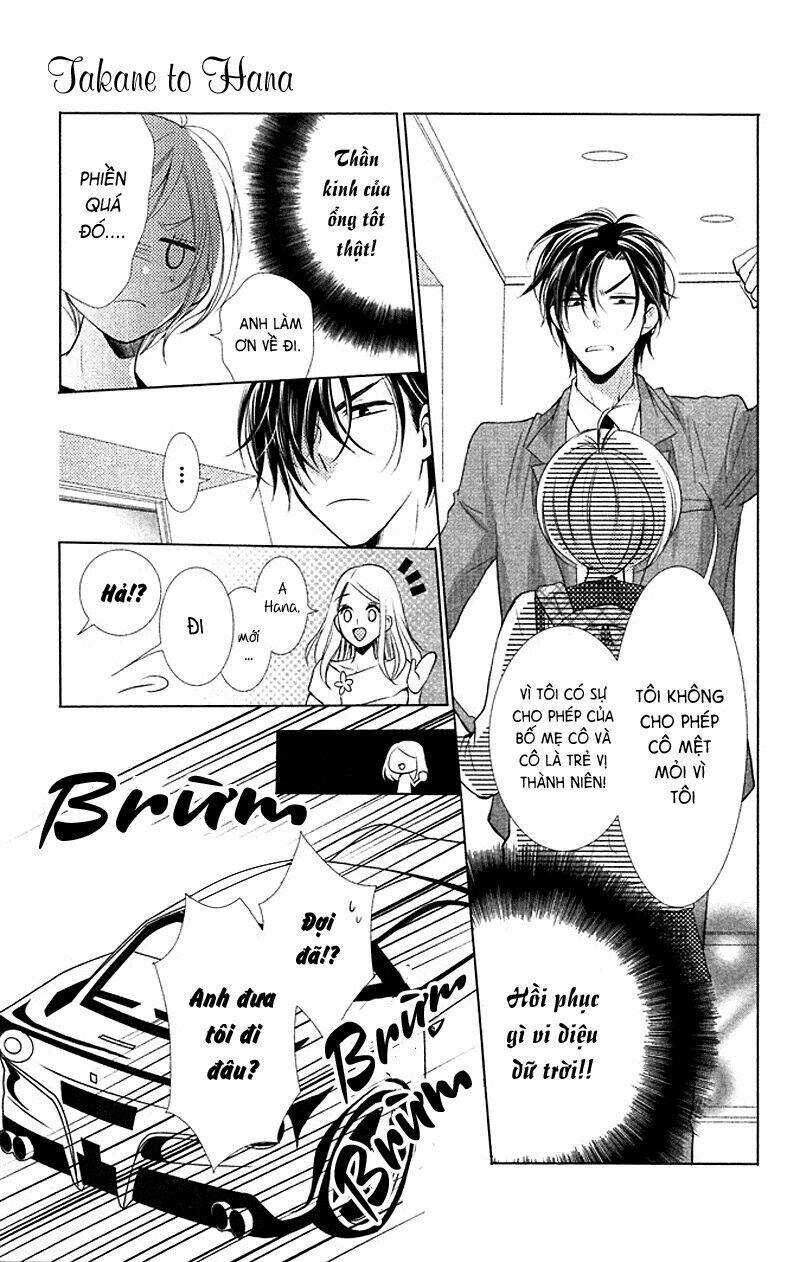 Takane to Hana
TÔI KHÔNG
CHO PHÉP
CÔ MỆT
MỎI VÌ
TÔI
VÌ TÔI CÓ SỰ
CHO PHÉP CỦA
BỐ MẸ CÔ VÀ
CÔ LÀ TRẺ VỊ
THÀNH NIÊN!
Hồi phục
gì vi diệu
dữ trời!!
Thần
kinh của
ổng tốt
thật!
PHIỀN
QUÁ
ĐÓ....
ANH LÀM
ƠN VỀ ĐI.
...
A
Hana,
mới
...
ĐI
Hả!?
Brừm
Đợi
đã!?
Anh đưa
tôi đi
đâu?
Brừm
Brừm